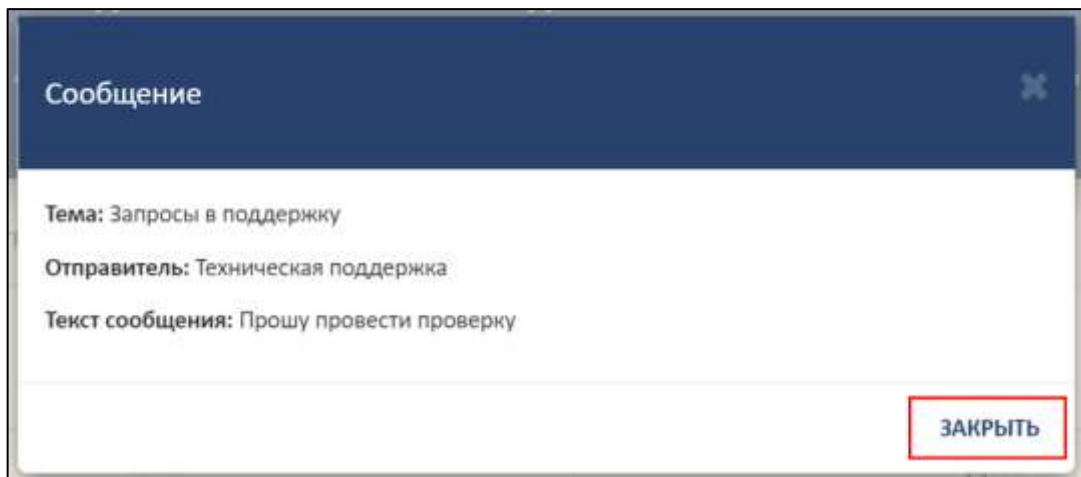 Сообщение
Тема: Запросы в поддержку
Отправитель: Техническая поддержка
Текст сообщения: Прошу провести проверку
ЗАКРЫТЬ